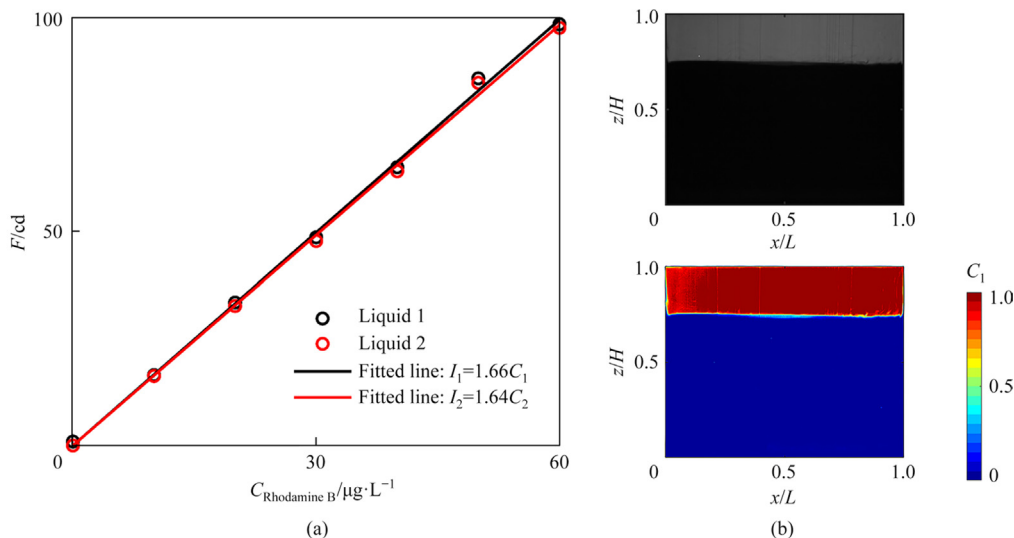 100
50
0
30
60
F/cd
Liquid 1
Liquid 2
Fitted line: I₁=1.66C₁
Fitted line: I₂=1.64C₂
C_Rhodamine B/μg·L⁻¹
(a)
1.0
z/H
0.5
0
0.5
1.0
x/L
1.0
z/H
0.5
0
0.5
1.0
x/L
C₁
1.0
0.5
0
(b)